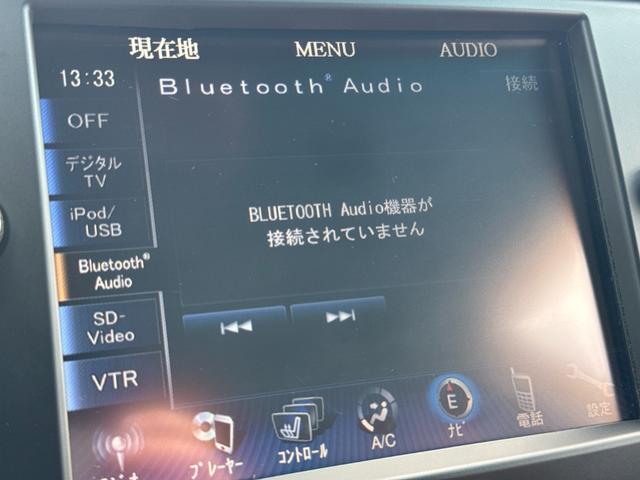 現在地 MENU AUDIO
13:33 Bluetooth® Audio 接続
OFF
デジタル
TV
iPod/
USB
BLUETOOTH Audio機器が
接続されていません
Bluetooth®
Audio
SD-
Video
VTR
プレーヤー コントロール A/C E ナビ 電話 設定